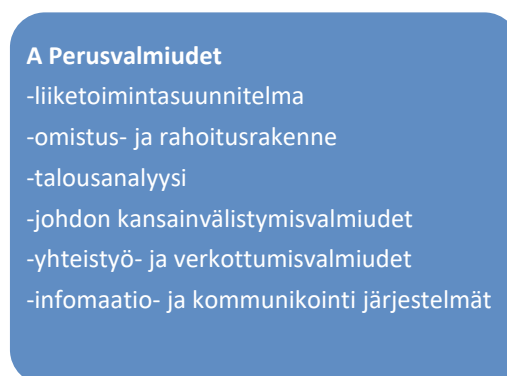 A Perusvalmiudet
-liiketoimintasuunnitelma
-omistus- ja rahoitusrakenne
-talousanalyysi
-johdon kansainvälistymisvalmiudet
-yhteistyö- ja verkottumisvalmiudet
-infomaatio- ja kommunikointi järjestelmät